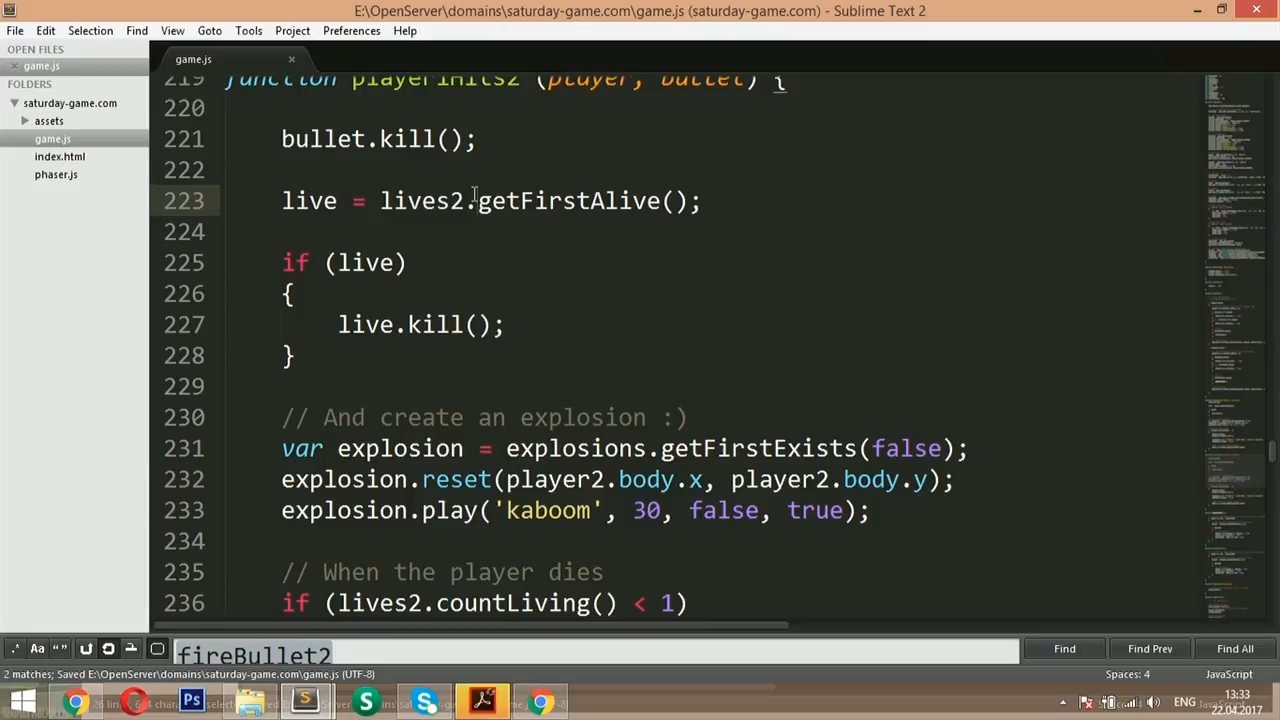 E:\OpenServer\domains\saturday-game.com\game.js (saturday-game.com) - Sublime Text 2
File Edit Selection Find View Goto Tools Project Preferences Help
OPEN FILES
game.js
FOLDERS
saturday-game.com
assets
game.js
index.html
phaser.js
game.js
219 function player1Hits2 (player, bullet) {
220
221 bullet.kill();
222
223 live = lives2.getFirstAlive();
224
225 if (live)
226 {
227 live.kill();
228 }
229
230 // And create an explosion :)
231 var explosion = explosions.getFirstExists(false);
232 explosion.reset(player2.body.x, player2.body.y);
233 explosion.play('kaboom', 30, false, true);
234
235 // When the player dies
236 if (lives2.countLiving() < 1)
.* Aa “ ” fireBullet2 Find Find Prev Find All
2 matches; Saved E:\OpenServer\domains\saturday-game.com\game.js (UTF-8) Spaces: 4 JavaScript
Ps S S ENG 13:33
22.04.2017